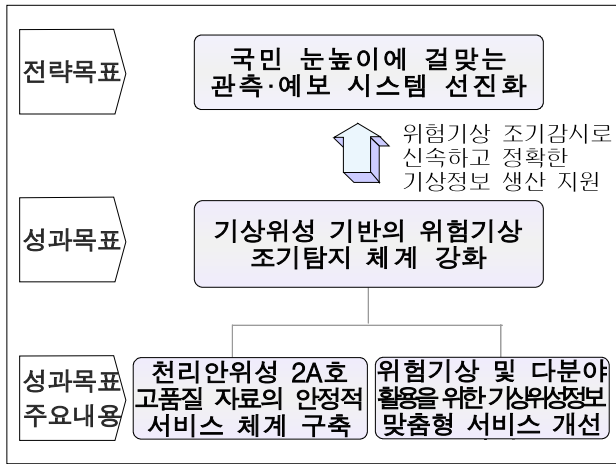 전략목표
국민 눈높이에 걸맞는
관측·예보 시스템 선진화
위험기상 조기감시로
신속하고 정확한
기상정보 생산 지원
성과목표
기상위성 기반의 위험기상
조기탐지 체계 강화
성과목표
주요내용
천리안위성 2A호
고품질 자료의 안정적
서비스 체계 구축
위험기상 및 다분야
활용을 위한 기상위성정보
맞춤형 서비스 개선